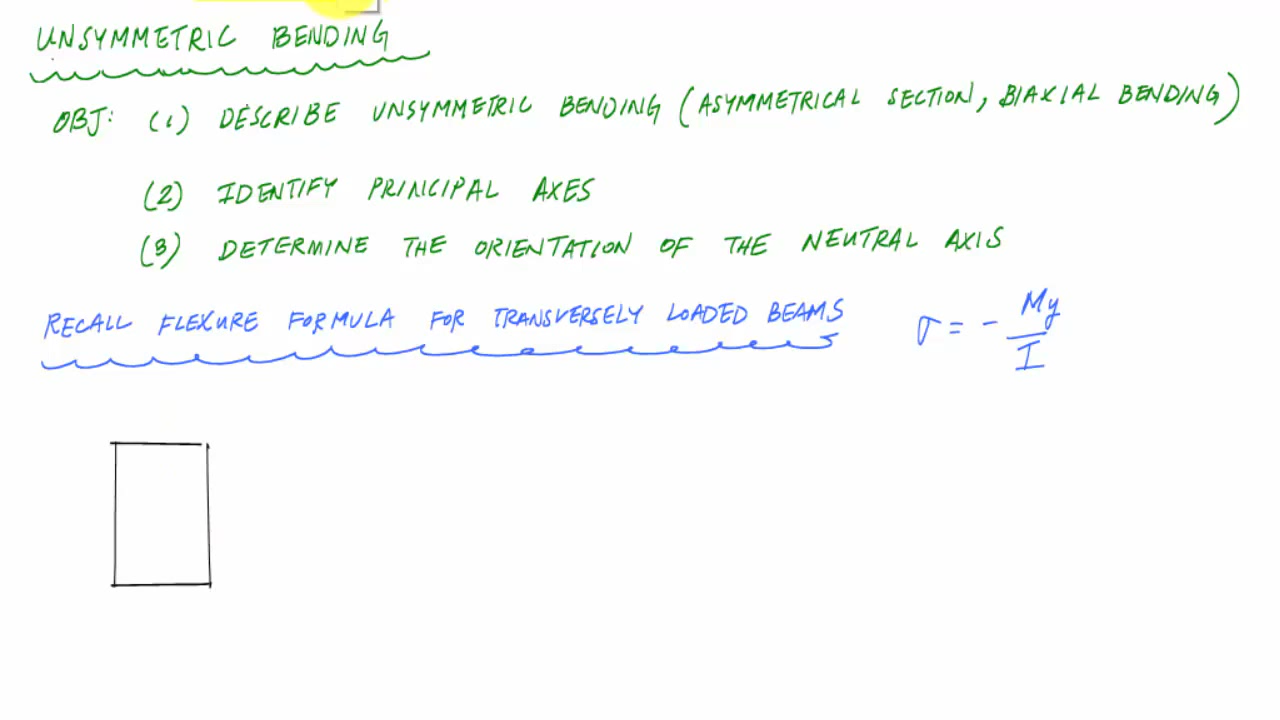 UNSYMMETRIC BENDING
OBJ: (1) DESCRIBE UNSYMMETRIC BENDING (ASYMMETRICAL SECTION, BIAXIAL BENDING)
(2) IDENTIFY PRINCIPAL AXES
(3) DETERMINE THE ORIENTATION OF THE NEUTRAL AXIS
RECALL FLEXURE FORMULA FOR TRANSVERSELY LOADED BEAMS σ = - My / I